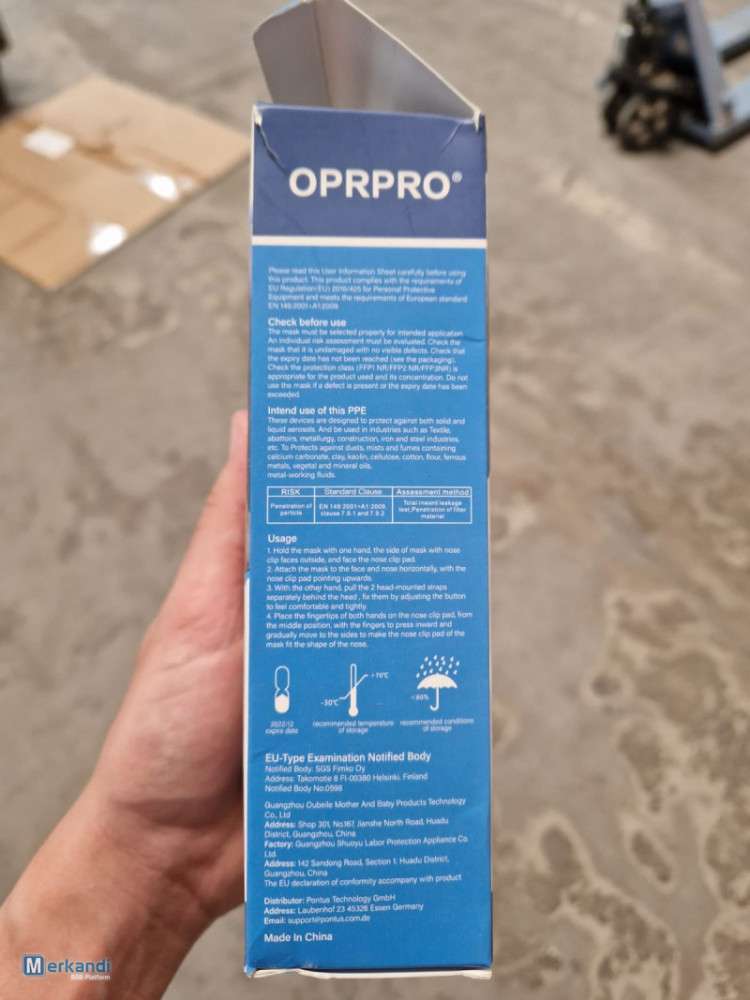 OPRPRO®
Please read this User Information Sheet carefully before using
this product. This product complies with the requirements of
EU Regulation(EU) 2016/425 for Personal Protective
Equipment and meets the requirements of European standard
EN 149:2001+A1:2009
Check before use
The mask must be selected properly for intended application
An individual risk assessment must be evaluated. Check the
mask that it is undamaged with no visible defects. Check that
the expiry date has not been reached (see the packaging).
Check the protection class (FFP1 NR/FFP2 NR/FFP3NR) is
appropriate for the product used and its concentration. Do not
use the mask if a defect is present or the expiry date has been
exceeded.
Intend use of this PPE
These devices are designed to protect against both solid and
liquid aerosols. And be used in industries such as Textile,
abattoirs, metallurgy, construction, iron and steel industries,
etc. To Protects against dusts, mists and fumes containing
calcium carbonate, clay, kaolin, cellulose, cotton, flour, ferrous
metals, vegetal and mineral oils.
metal-working fluids.
RISK Standard Clause Assessment method
Penetration of particle EN 149:2001+A1:2009, clause 7.9.1 and 7.9.2 Total inward leakage test,Penetration of filter material
Usage
1. Hold the mask with one hand, the side of mask with nose
clip faces outside, and face the nose clip pad.
2. Attach the mask to the face and nose horizontally, with the
nose clip pad pointing upwards.
3. With the other hand, pull the 2 head-mounted straps
separately behind the head , fix them by adjusting the button
to feel comfortable and tightly
4. Place the fingertips of both hands on the nose clip pad, from
the middle position, with the fingers to press inward and
gradually move to the sides to make the nose clip pad of the
mask fit the shape of the nose.
-30℃
+70℃
<80%
2022/12
expire date
recommended temperature
of storage
recommended conditions
of storage
EU-Type Examination Notified Body
Notified Body: SGS Fimko Oy
Address: Takomotie 8 FI-00380 Helsinki, Finland
Notified Body No.0598
Guangzhou Oubeile Mother And Baby Products Technology
Co., Ltd
Address: Shop 301, No.167 Jianshe North Road, Huadu
District, Guangzhou, China
Factory: Guangzhou Shuoyu Labor Protection Appliance Co.
Ltd.
Address: 142 Sandong Road, Section 1, Huadu District,
Guangzhou, China
The EU declaration of conformity accompany with product
Distributor: Pontus Technology GmbH
Address: Laubenhof 23 45326 Essen Germany
Email: support@pontus.com.de
Made In China
Merkandi
B2B Platform